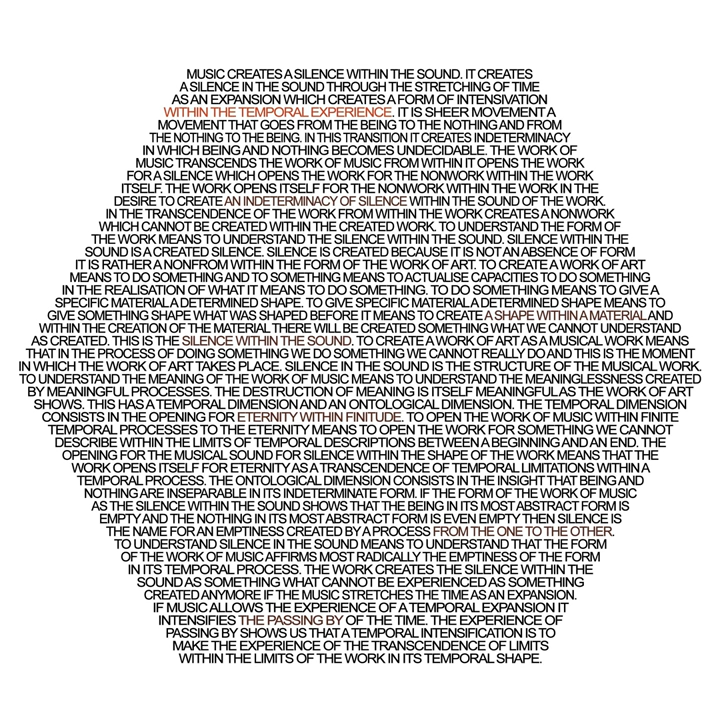 MUSIC CREATES A SILENCE WITHIN THE SOUND. IT CREATES
A SILENCE IN THE SOUND THROUGH THE STRETCHING OF TIME
AS AN EXPANSION WHICH CREATES A FORM OF INTENSIVATION
WITHIN THE TEMPORAL EXPERIENCE. IT IS SHEER MOVEMENT A
MOVEMENT THAT GOES FROM THE BEING TO THE NOTHING AND FROM
THE NOTHING TO THE BEING. IN THIS TRANSITION IT CREATES INDETERMINACY
IN WHICH BEING AND NOTHING BECOMES UNDECIDABLE. THE WORK OF
MUSIC TRANSCENDS THE WORK OF MUSIC FROM WITHIN IT OPENS THE WORK
FOR A SILENCE WHICH OPENS THE WORK FOR THE NONWORK WITHIN THE WORK
ITSELF. THE WORK OPENS ITSELF FOR THE NONWORK WITHIN THE WORK IN THE
DESIRE TO CREATE AN INDETERMINACY OF SILENCE WITHIN THE SOUND OF THE WORK.
IN THE TRANSCENDENCE OF THE WORK FROM WITHIN THE WORK CREATES A NONWORK
WHICH CANNOT BE CREATED WITHIN THE CREATED WORK. TO UNDERSTAND THE FORM OF
THE WORK MEANS TO UNDERSTAND THE SILENCE WITHIN THE SOUND. SILENCE WITHIN THE
SOUND IS A CREATED SILENCE. SILENCE IS CREATED BECAUSE IT IS NOT AN ABSENCE OF FORM
IT IS RATHER A NONFROM WITHIN THE FORM OF THE WORK OF ART. TO CREATE A WORK OF ART
MEANS TO DO SOMETHING AND TO SOMETHING MEANS TO ACTUALISE CAPACITIES TO DO SOMETHING
IN THE REALISATION OF WHAT IT MEANS TO DO SOMETHING. TO DO SOMETHING MEANS TO GIVE A
SPECIFIC MATERIAL A DETERMINED SHAPE. TO GIVE SPECIFIC MATERIAL A DETERMINED SHAPE MEANS TO
GIVE SOMETHING SHAPE WHAT WAS SHAPED BEFORE IT MEANS TO CREATE A SHAPE WITHIN A MATERIAL AND
WITHIN THE CREATION OF THE MATERIAL THERE WILL BE CREATED SOMETHING WHAT WE CANNOT UNDERSTAND
AS CREATED. THIS IS THE SILENCE WITHIN THE SOUND. TO CREATE A WORK OF ART AS A MUSICAL WORK MEANS
THAT IN THE PROCESS OF DOING SOMETHING WE DO SOMETHING WE CANNOT REALLY DO AND THIS IS THE MOMENT
IN WHICH THE WORK OF ART TAKES PLACE. SILENCE IN THE SOUND IS THE STRUCTURE OF THE MUSICAL WORK.
TO UNDERSTAND THE MEANING OF THE WORK OF MUSIC MEANS TO UNDERSTAND THE MEANINGLESSNESS CREATED
BY MEANINGFUL PROCESSES. THE DESTRUCTION OF MEANING IS ITSELF MEANINGFUL AS THE WORK OF ART
SHOWS. THIS HAS A TEMPORAL DIMENSION AND AN ONTOLOGICAL DIMENSION. THE TEMPORAL DIMENSION
CONSISTS IN THE OPENING FOR ETERNITY WITHIN FINITUDE. TO OPEN THE WORK OF MUSIC WITHIN FINITE
TEMPORAL PROCESSES TO THE ETERNITY MEANS TO OPEN THE WORK FOR SOMETHING WE CANNOT
DESCRIBE WITHIN THE LIMITS OF TEMPORAL DESCRIPTIONS BETWEEN A BEGINNING AND AN END. THE
OPENING FOR THE MUSICAL SOUND FOR SILENCE WITHIN THE SHAPE OF THE WORK MEANS THAT THE
WORK OPENS ITSELF FOR ETERNITY AS A TRANSCENDENCE OF TEMPORAL LIMITATIONS WITHIN A
TEMPORAL PROCESS. THE ONTOLOGICAL DIMENSION CONSISTS IN THE INSIGHT THAT BEING AND
NOTHING ARE INSEPARABLE IN ITS INDETERMINATE FORM. IF THE FORM OF THE WORK OF MUSIC
AS THE SILENCE WITHIN THE SOUND SHOWS THAT THE BEING IN ITS MOST ABSTRACT FORM IS
EMPTY AND THE NOTHING IN ITS MOST ABSTRACT FORM IS EVEN EMPTY THEN SILENCE IS
THE NAME FOR AN EMPTINESS CREATED BY A PROCESS FROM THE ONE TO THE OTHER.
TO UNDERSTAND SILENCE IN THE SOUND MEANS TO UNDERSTAND THAT THE FORM
OF THE WORK OF MUSIC AFFIRMS MOST RADICALLY THE EMPTINESS OF THE FORM
IN ITS TEMPORAL PROCESS. THE WORK CREATES THE SILENCE WITHIN THE
SOUND AS SOMETHING WHAT CANNOT BE EXPERIENCED AS SOMETHING
CREATED ANYMORE IF THE MUSIC STRETCHES THE TIME AS AN EXPANSION.
IF MUSIC ALLOWS THE EXPERIENCE OF A TEMPORAL EXPANSION IT
INTENSIFIES THE PASSING BY OF THE TIME. THE EXPERIENCE OF
PASSING BY SHOWS US THAT A TEMPORAL INTENSIFICATION IS TO
MAKE THE EXPERIENCE OF THE TRANSCENDENCE OF LIMITS
WITHIN THE LIMITS OF THE WORK IN ITS TEMPORAL SHAPE.